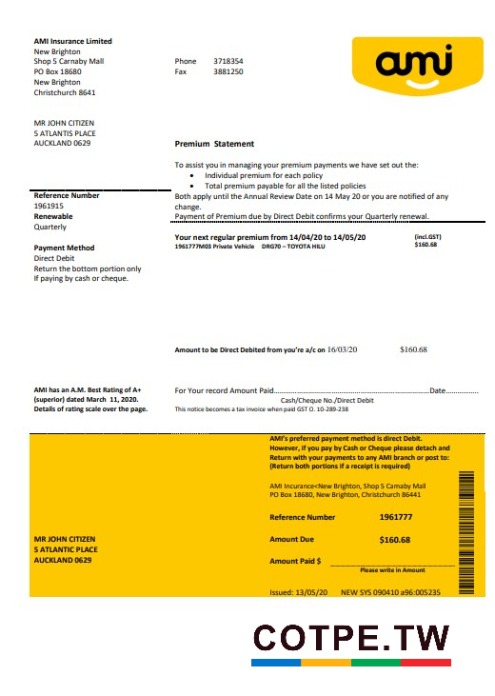 AMI Insurance Limited
New Brighton
Shop 5 Carnaby Mall
PO Box 18680
New Brighton
Christchurch 8641
Phone 3718354
Fax 3881250
ami
MR JOHN CITIZEN
5 ATLANTIS PLACE
AUCKLAND 0629
Premium Statement
To assist you in managing your premium payments we have set out the:
• Individual premium for each policy
• Total premium payable for all the listed policies
Both apply until the Annual Review Date on 14 May 20 or you are notified of any
change.
Payment of Premium due by Direct Debit confirms your Quarterly renewal.
Reference Number
1961915
Renewable
Quarterly
Payment Method
Direct Debit
Return the bottom portion only
If paying by cash or cheque.
Your next regular premium from 14/04/20 to 14/05/20 (incl.GST)
1961777M03 Private Vehicle DRG70 – TOYOTA HILU $160.68
Amount to be Direct Debited from you're a/c on 16/03/20 $160.68
AMI has an A.M. Best Rating of A+
(superior) dated March 11, 2020.
Details of rating scale over the page.
For Your record Amount Paid..............................Date...............
Cash/Cheque No./Direct Debit
This notice becomes a tax invoice when paid GST O. 10-289-238
AMI's preferred payment method is direct Debit.
However, if you pay by Cash or Cheque please detach and
Return with your payments to any AMI branch or post to:
(Return both portions if a receipt is required)
AMI Incurance<New Brighton, Shop 5 Carnaby Mall
PO Box 18680, New Brighton, Christchurch 86441
Reference Number 1961777
MR JOHN CITIZEN
5 ATLANTIC PLACE
AUCKLAND 0629
Amount Due $160.68
Amount Paid $
Please write in Amount
Issued: 13/05/20 NEW SYS 090410 a96:005235
COTPE.TW